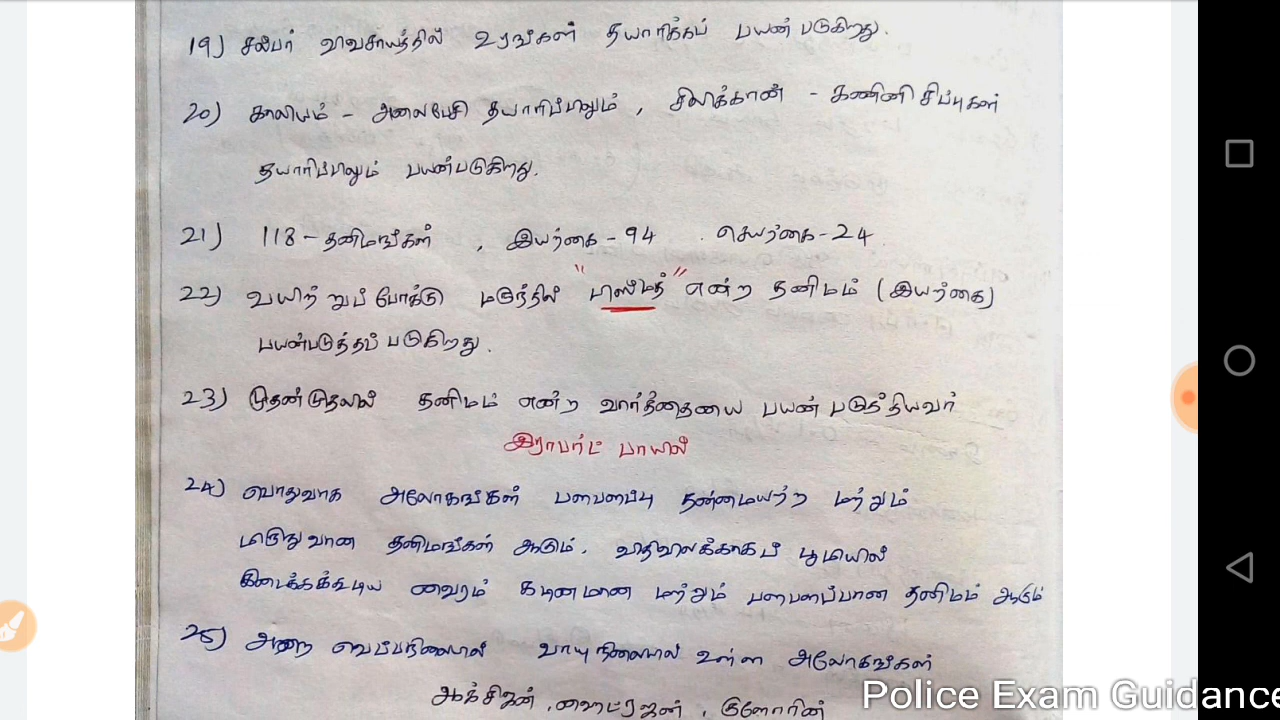 19) சல்பர் விவசாயத்தில் உரங்கள் தயாரிக்கப் பயன்படுகிறது.
20) காலியம் - அலைபேசி தயாரிப்பிலும், சிலிக்கான் - கணினி சிப்புகள்
தயாரிப்பிலும் பயன்படுகிறது.
21) 118 - தனிமங்கள், இயற்கை - 94. செயற்கை - 24.
22) வயிற்றுப்போக்கு மருந்தில் "பிஸ்மத்" என்ற தனிமம் (இயற்கை)
பயன்படுத்தப்படுகிறது.
23) முதன்முதலில் தனிமம் என்ற வார்த்தையை பயன்படுத்தியவர்
இராபர்ட் பாயில்
24) பொதுவாக அலோகங்கள் பளபளப்பு தன்மையற்ற மற்றும்
மிருதுவான தனிமங்கள் ஆகும். விதிவிலக்காக பூமியில்
கிடைக்கக்கூடிய வைரம் கடினமான மற்றும் பளபளப்பான தனிமம் ஆகும்
25) அறை வெப்பநிலையில் வாயுநிலையில் உள்ள அலோகங்கள்
ஆக்சிஜன், ஹைட்ரஜன், குளோரின்
Police Exam Guidance